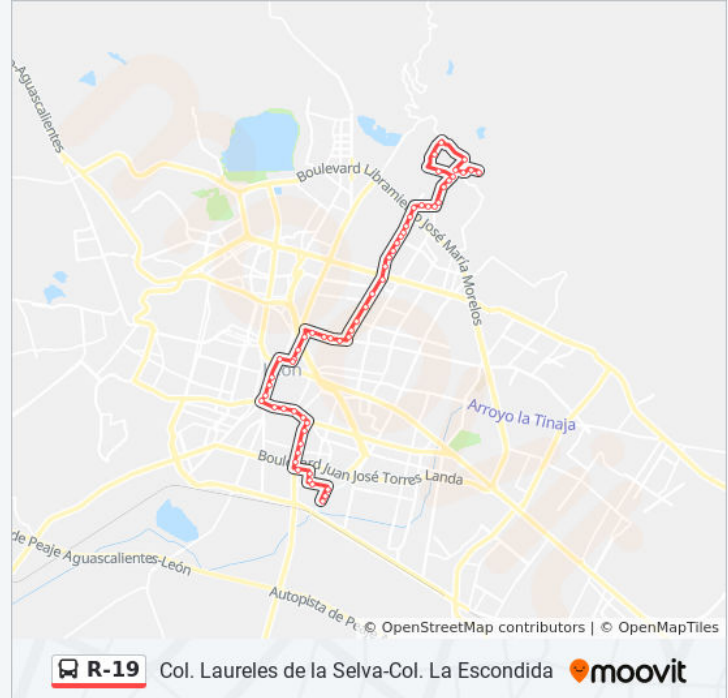 o-Aguascalientes
Boulevard Libramiento José María Morelos
León
Arroyo la Tinaja
Boulevard Juan José Torres Landa
de Peaje Aguascalientes-León
Autopista de Peaje
© OpenStreetMap contributors | © OpenMapTiles
R-19 Col. Laureles de la Selva-Col. La Escondida moovit